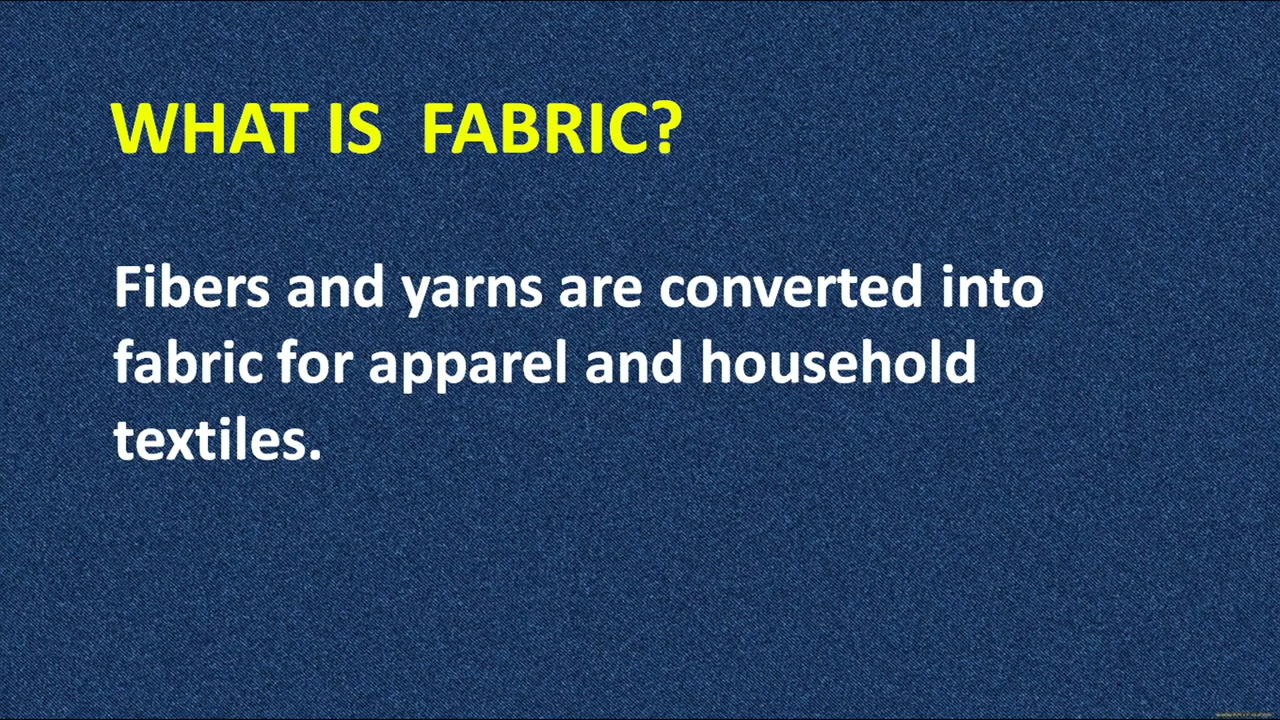 WHAT IS  FABRIC?
Fibers and yarns are converted into
fabric for apparel and household
textiles.